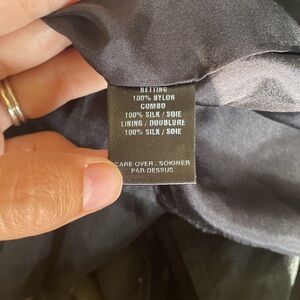 NETTING
100% NYLON
COMBO
100% SILK / SOIE
LINING / DOUBLURE
100% SILK / SOIE
CARE OVER. SOIGNER
PAR-DESSUS